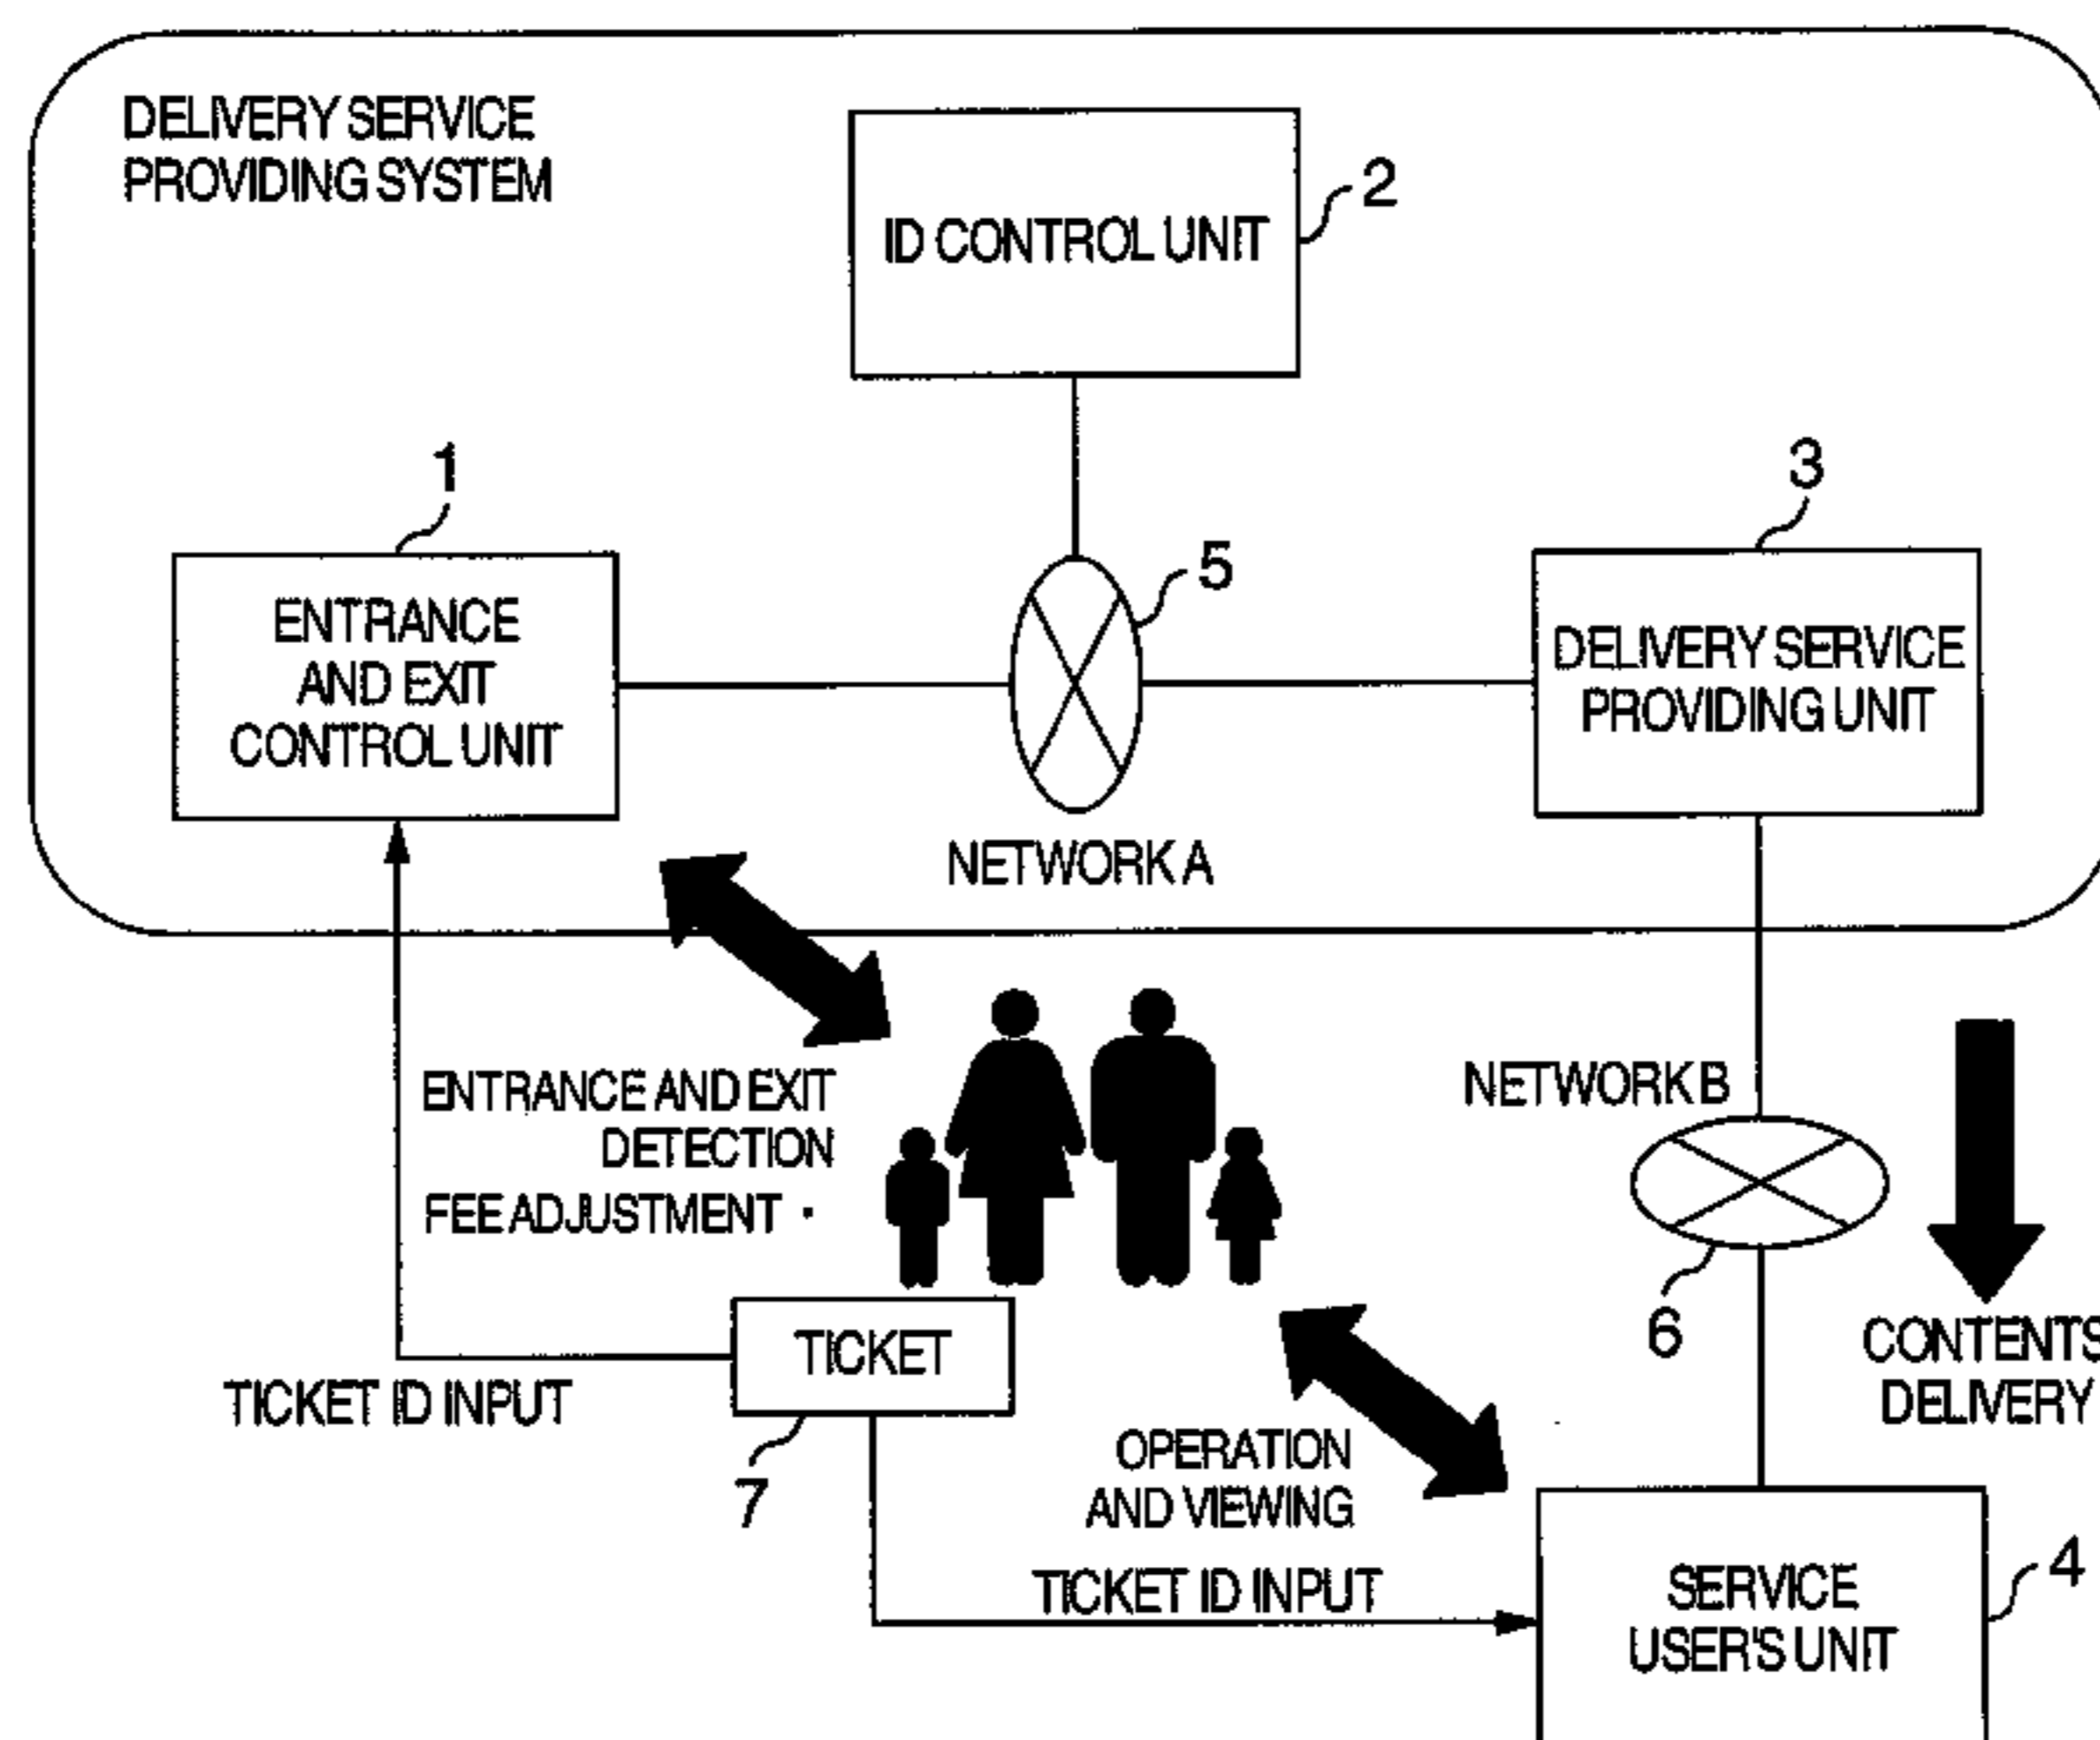 DELIVERY SERVICE
PROVIDING SYSTEM
ID CONTROL UNIT
2
1
3
5
ENTRANCE
AND EXIT
CONTROL UNIT
DELIVERY SERVICE
PROVIDING UNIT
NETWORK A
ENTRANCE AND EXIT
DETECTION
FEE ADJUSTMENT
NETWORK B
6
CONTENTS
DELIVERY
TICKET
TICKET ID INPUT
7
OPERATION
AND VIEWING
TICKET ID INPUT
SERVICE
USER'S UNIT
4